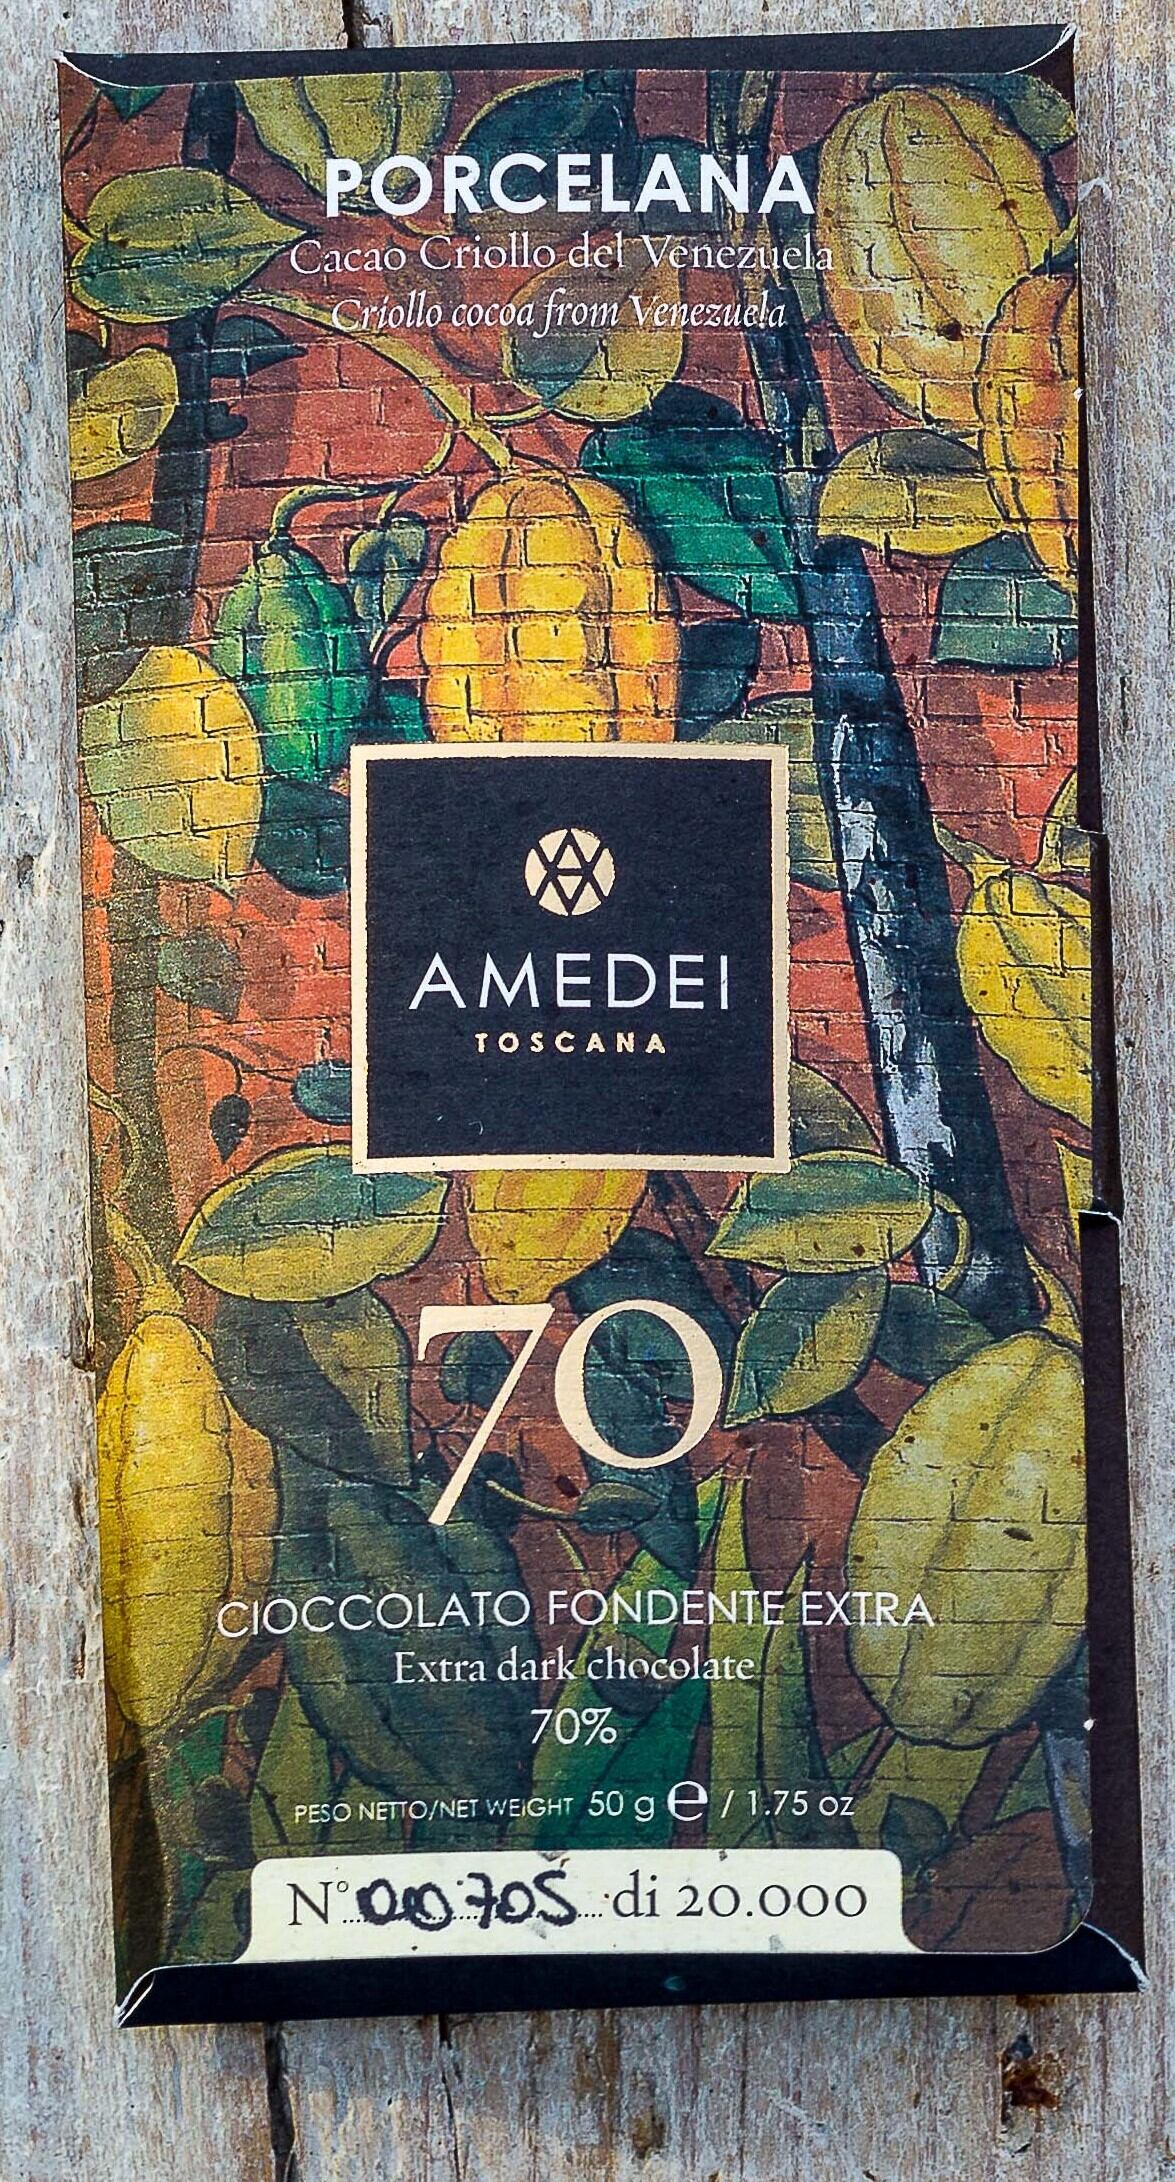 PORCELANA
Cacao Criollo del Venezuela
Criollo cocoa from Venezuela
AMEDEI
TOSCANA
70
CIOCCOLATO FONDENTE EXTRA
Extra dark chocolate
70%
PESO NETTO/NET WEIGHT 50 g e / 1.75 oz
N° 00705 di 20.000